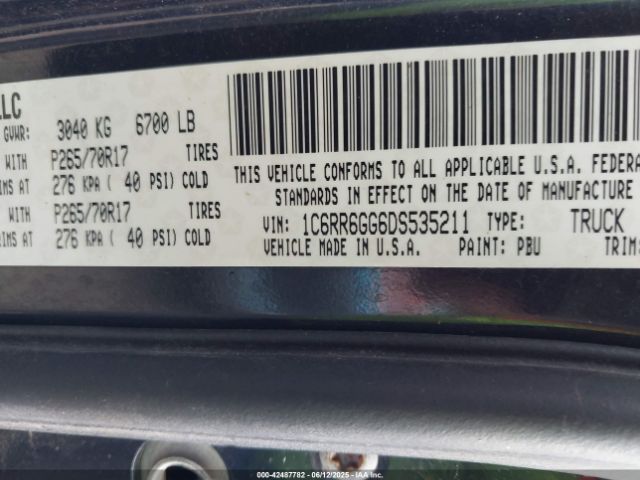 LLC
GVWR: 3040 KG 6700 LB
WITH P265/70R17 TIRES
RIMS AT 276 KPA ( 40 PSI) COLD
WITH P265/70R17 TIRES
RIMS AT 276 KPA ( 40 PSI) COLD
THIS VEHICLE CONFORMS TO ALL APPLICABLE U.S.A. FEDERA
STANDARDS IN EFFECT ON THE DATE OF MANUFACTURE
VIN: 1C6RR6GG6DS535211 TYPE: TRUCK
VEHICLE MADE IN U.S.A. PAINT: PBU TRIM:
000-42487782 - 06/12/2025 - IAAI.COM